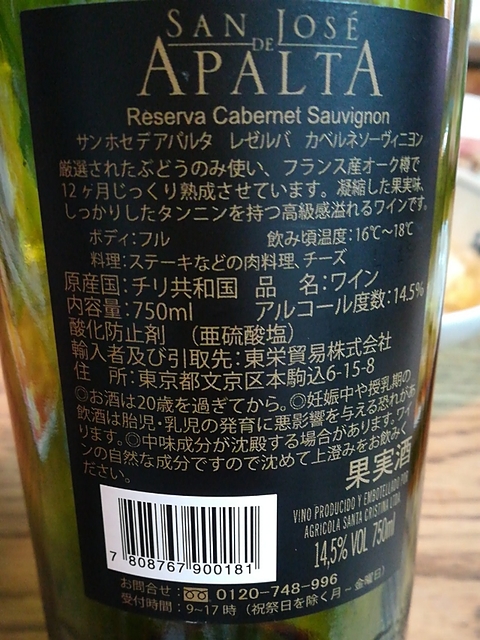 SAN JOSÉ
DE
APALTA
Reserva Cabernet Sauvignon
サンホセデアパルタ レゼルバ カベルネソーヴィニヨン
厳選されたぶどうのみ使い、フランス産オーク樽で
12ヶ月じっくり熟成させています。凝縮した果実味、
しっかりしたタンニンを持つ高級感溢れるワインです。
ボディ:フル 飲み頃温度:16℃～18℃
料理:ステーキなどの肉料理、チーズ
原産国:チリ共和国 品 名:ワイン
内容量:750ml アルコール度数:14.5%
酸化防止剤 (亜硫酸塩)
輸入者及び引取先:東栄貿易株式会社
住 所:東京都文京区本駒込6-15-8
◎お酒は20歳を過ぎてから。◎妊娠中や授乳期の
飲酒は胎児・乳児の発育に悪影響を与える恐れがあ
ります。◎中味成分が沈殿する場合があります。ワイ
ンの自然な成分ですので沈めて上澄みをお飲みく
ださい。
果実酒
VINO PRODUCIDO Y EMBOTELLADO POR
AGRICOLA SANTA CRISTINA LTDA.
14,5% VOL 750ml
7 808767 900181
お問合せ: 0120-748-996
受付時間:9~17時 (祝祭日を除く月-金曜日)